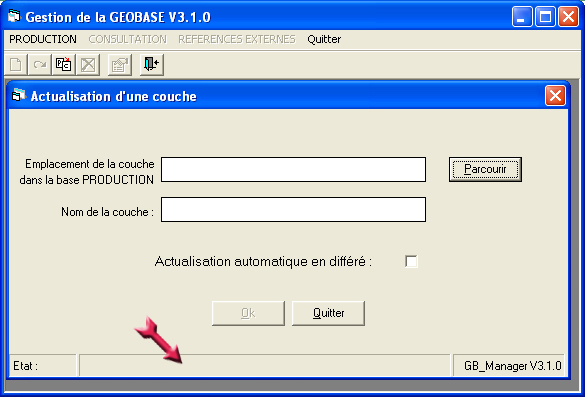 Gestion de la GEOBASE V3.1.0
PRODUCTION CONSULTATION REFERENCES EXTERNES Quitter
Actualisation d'une couche
Emplacement de la couche
dans la base PRODUCTION
Parcourir
Nom de la couche :
Actualisation automatique en différé :
Ok Quitter
Etat : GB_Manager V3.1.0